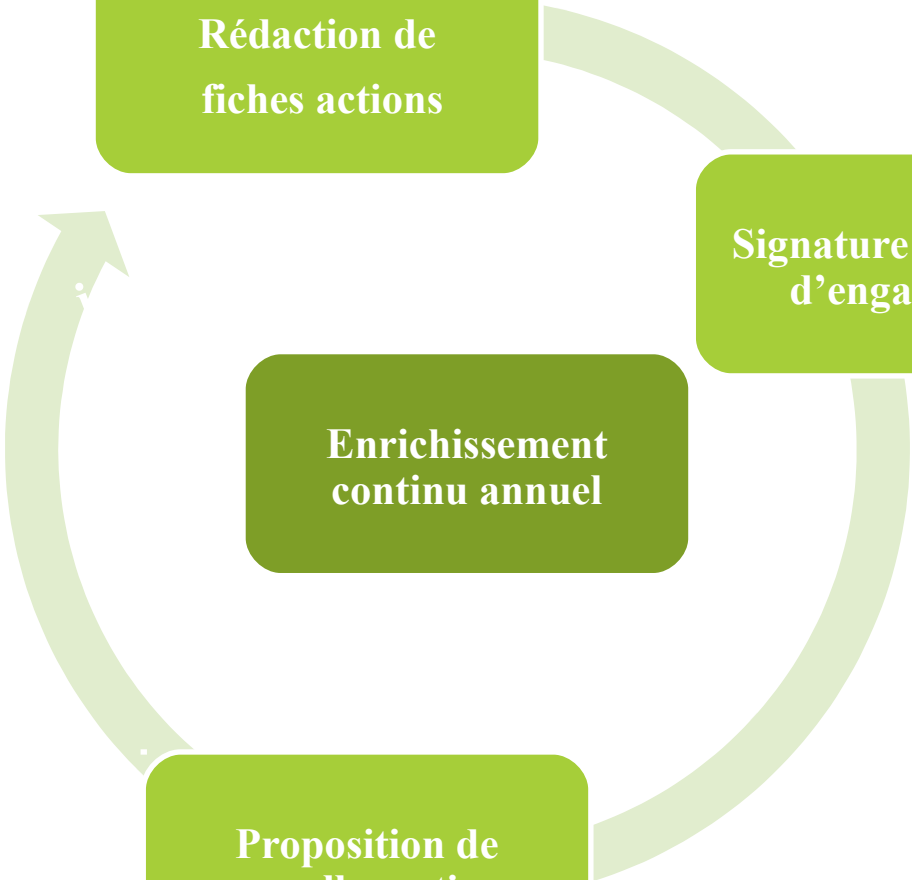 Rédaction de
fiches actions
Signature
d’enga
Enrichissement
continu annuel
Proposition de